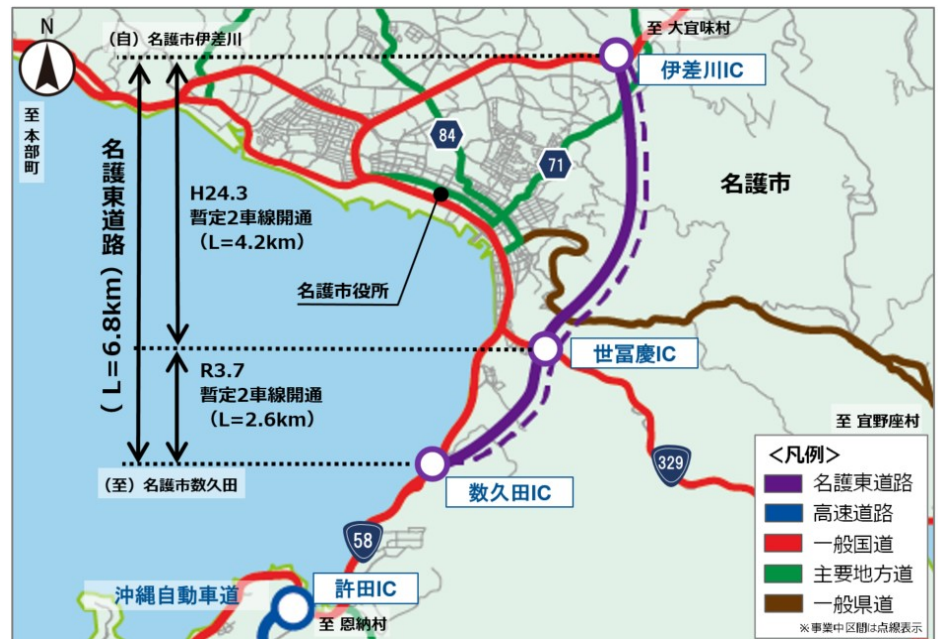 N
（自）名護市伊差川
至 大宜味村
伊差川IC
至 本部町
84
71
名護市
名護東道路
（L=6.8km）
H24.3
暫定2車線開通
（L=4.2km）
名護市役所
世冨慶IC
R3.7
暫定2車線開通
（L=2.6km）
至 宜野座村
（至）名護市数久田
数久田IC
329
58
沖縄自動車道
許田IC
至 恩納村
＜凡例＞
名護東道路
高速道路
一般国道
主要地方道
一般県道
※事業中区間は点線表示